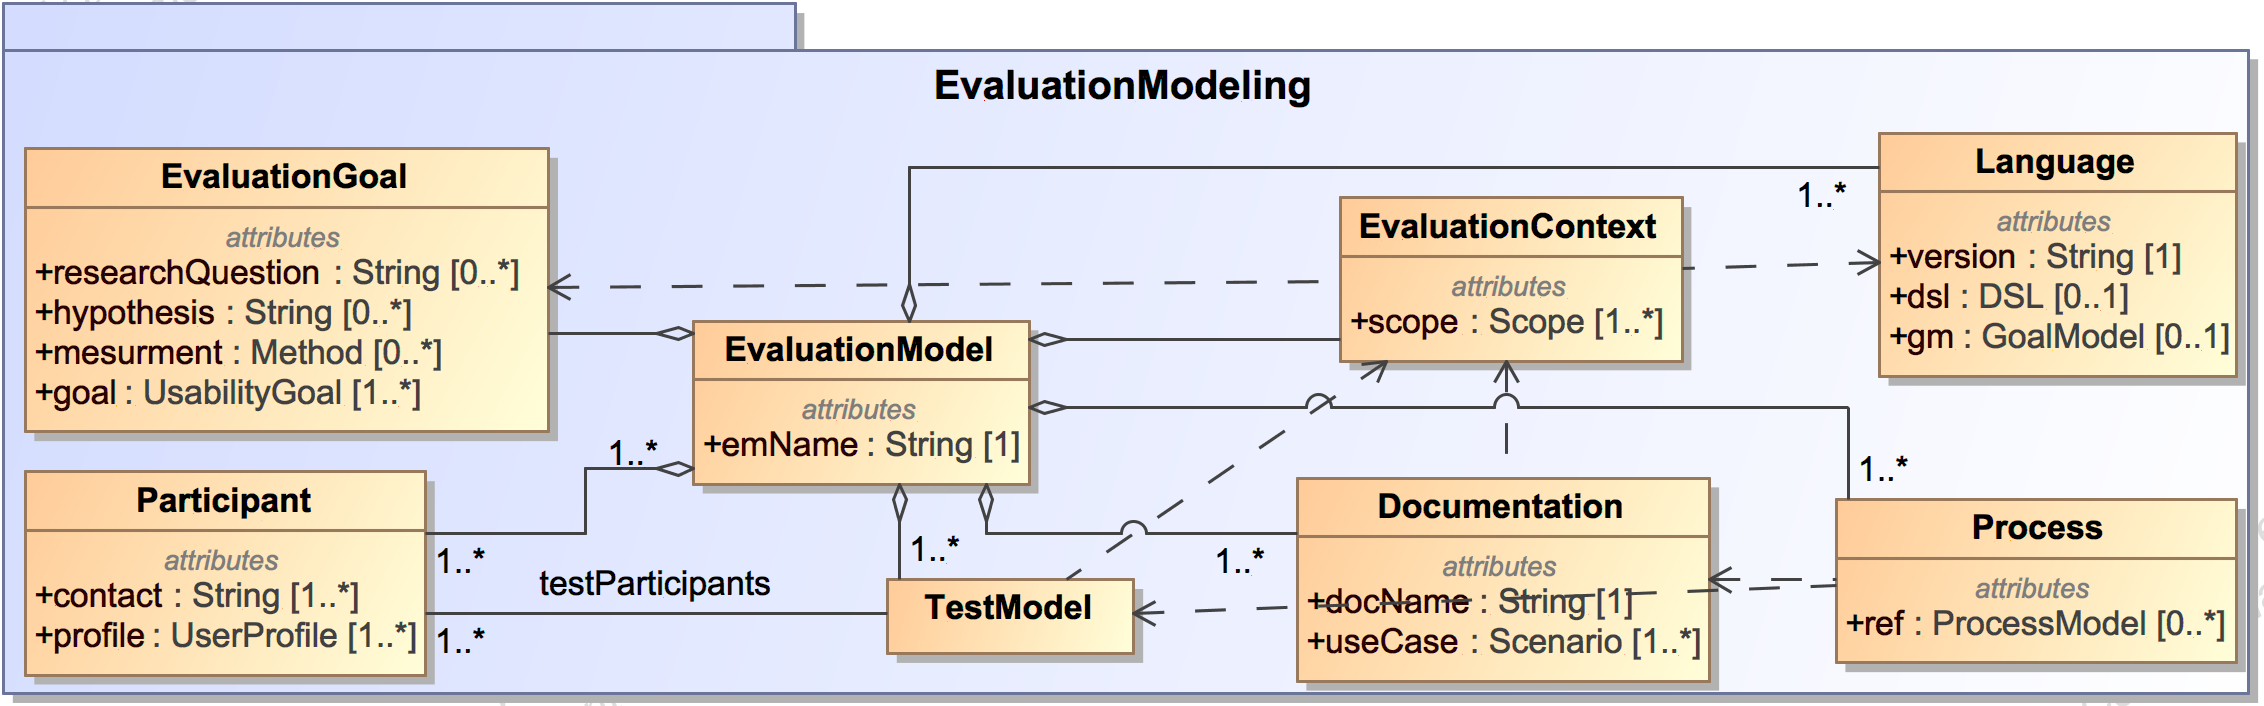 EvaluationModeling
EvaluationGoal
attributes
+researchQuestion : String [0..*]
+hypothesis : String [0..*]
+mesurment : Method [0..*]
+goal : UsabilityGoal [1..*]
Language
attributes
+version : String [1]
+dsl : DSL [0..1]
+gm : GoalModel [0..1]
1..*
EvaluationContext
attributes
+scope : Scope [1..*]
EvaluationModel
attributes
+emName : String [1]
1..*
1..*
Participant
attributes
+contact : String [1..*]
+profile : UserProfile [1..*]
1..*
1..*
testParticipants
1..*
TestModel
1..*
Documentation
attributes
+docName : String [1]
+useCase : Scenario [1..*]
Process
attributes
+ref : ProcessModel [0..*]